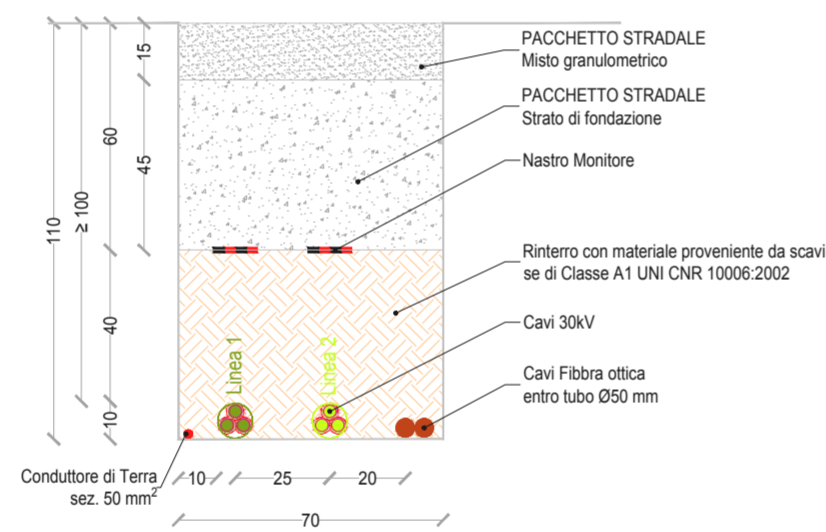 PACCHETTO STRADALE
Misto granulometrico
PACCHETTO STRADALE
Strato di fondazione
Nastro Monitore
Rinterro con materiale proveniente da scavi
se di Classe A1 UNI CNR 10006:2002
Cavi 30kV
Cavi Fibbra ottica
entro tubo Ø50 mm
Conduttore di Terra
sez. 50 mm²
Linea 1
Linea 2
110
≥ 100
60
40
10
15
45
10
25
20
70